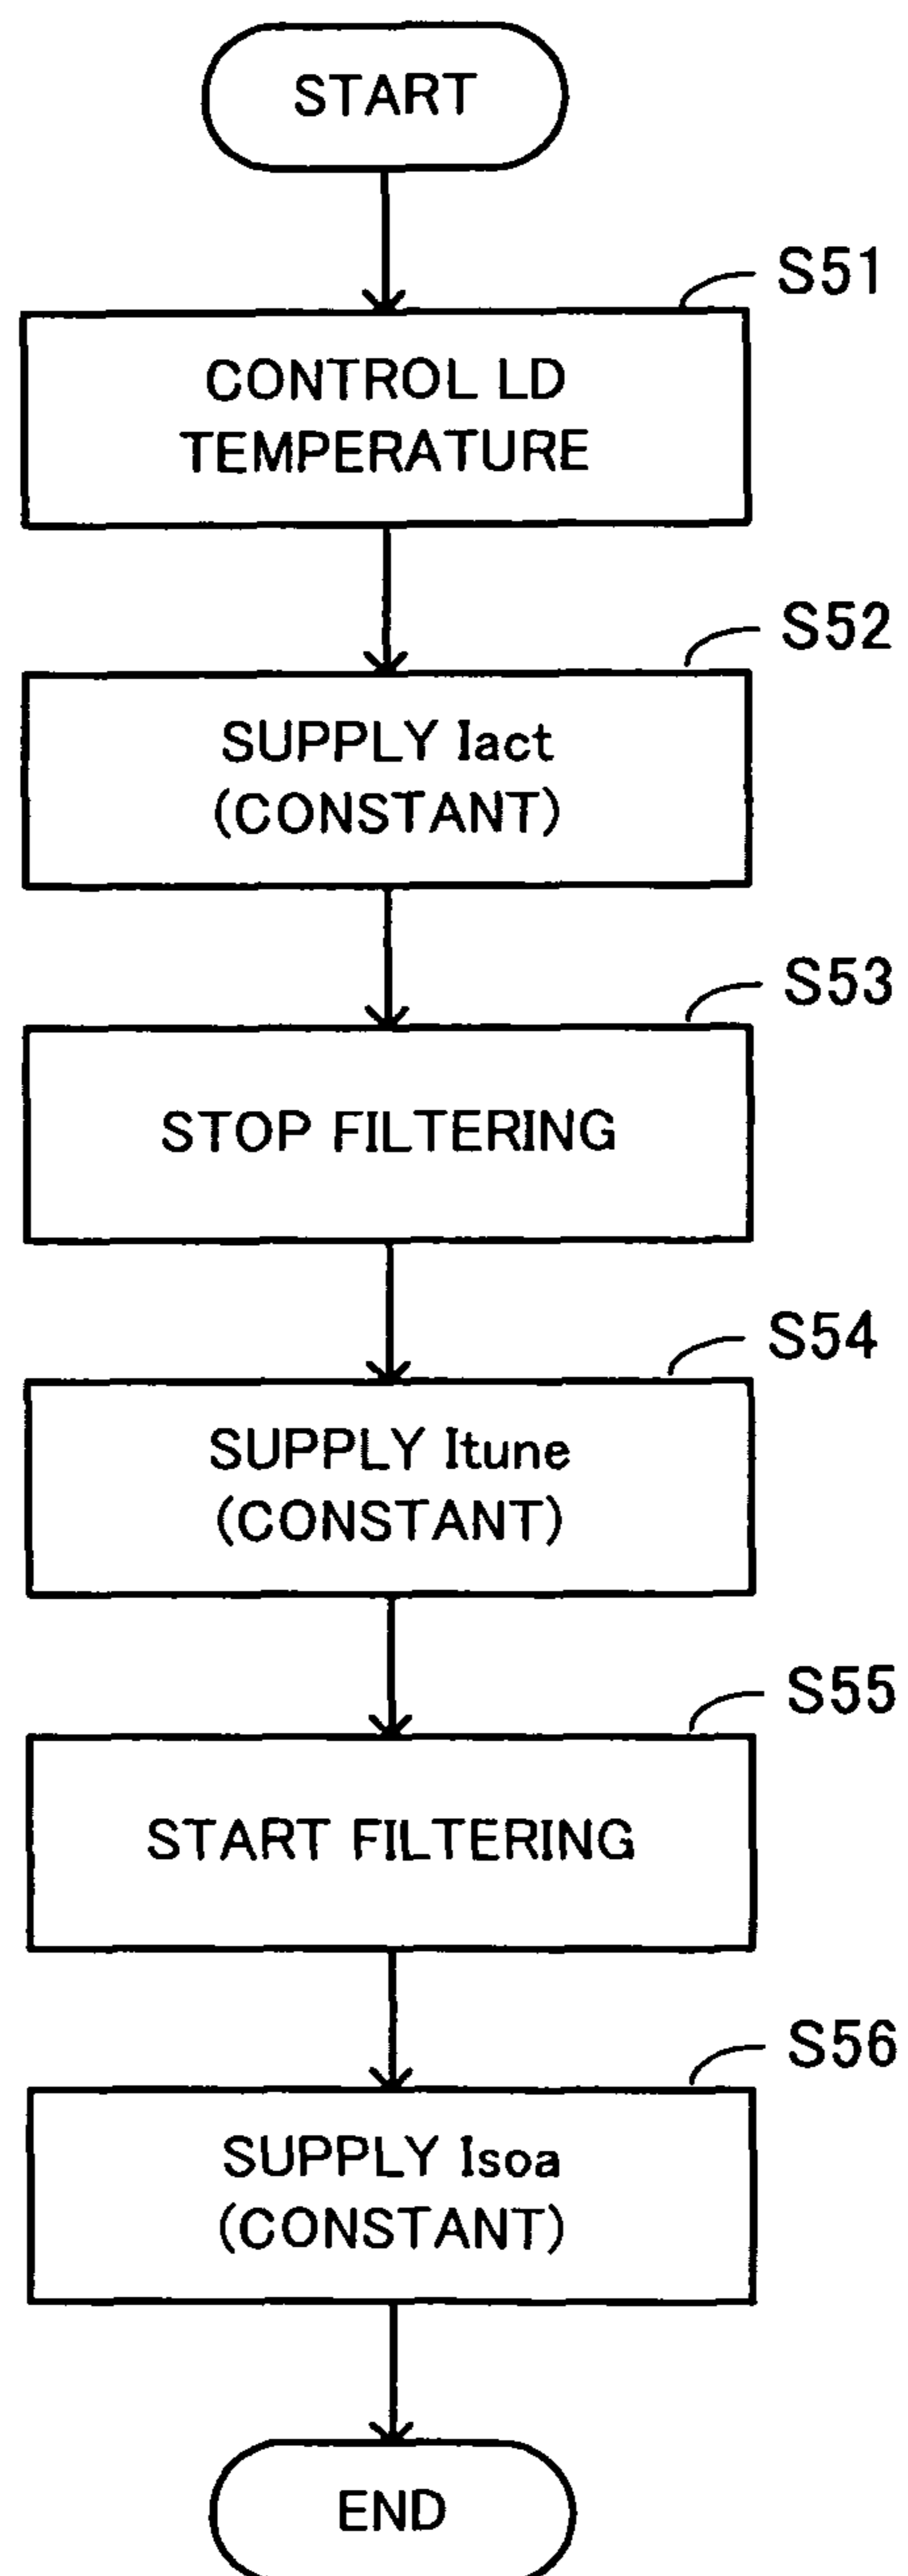 START
S51
CONTROL LD
TEMPERATURE
S52
SUPPLY Iact
(CONSTANT)
S53
STOP FILTERING
S54
SUPPLY Itune
(CONSTANT)
S55
START FILTERING
S56
SUPPLY Isoa
(CONSTANT)
END